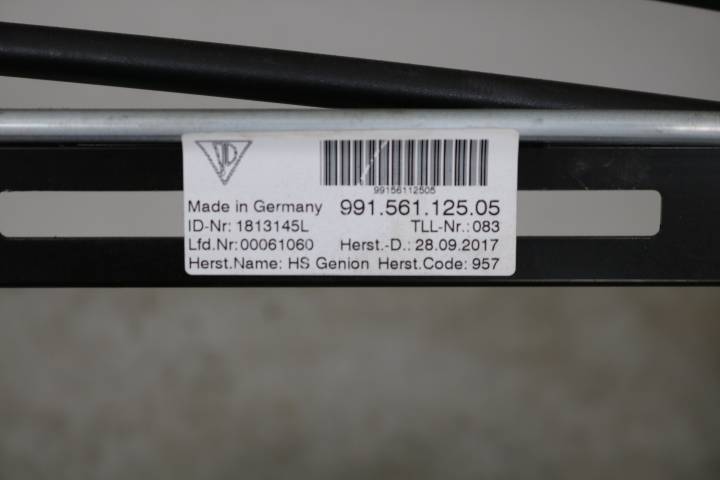 99156112505
Made in Germany 991.561.125.05
ID-Nr: 1813145L TLL-Nr.: 083
Lfd.Nr:00061060 Herst.-D.: 28.09.2017
Herst.Name: HS Genion Herst.Code: 957